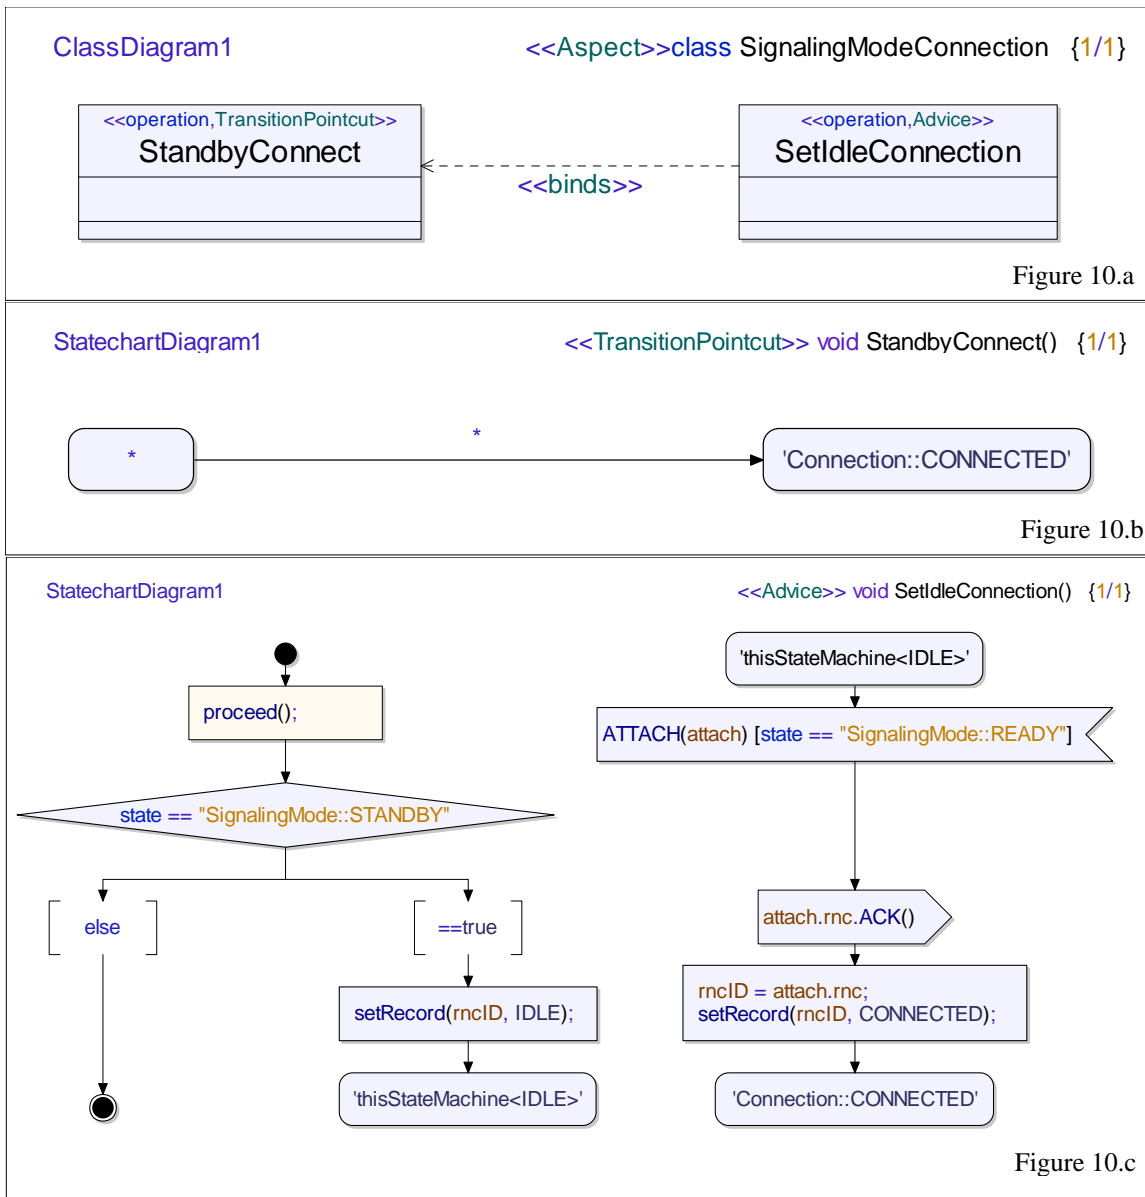 ClassDiagram1
<<Aspect>>class SignalingModeConnection {1/1}
<<operation,TransitionPointcut>>
StandbyConnect
<<binds>>
<<operation,Advice>>
SetIdleConnection
Figure 10.a
StatechartDiagram1
<<TransitionPointcut>> void StandbyConnect() {1/1}
*
*
'Connection::CONNECTED'
Figure 10.b
StatechartDiagram1
<<Advice>> void SetIdleConnection() {1/1}
proceed();
state == "SignalingMode::STANDBY"
else
==true
setRecord(rncID, IDLE);
'thisStateMachine<IDLE>'
'thisStateMachine<IDLE>'
ATTACH(attach) [state == "SignalingMode::READY"]
attach.rnc.ACK()
rncID = attach.rnc;
setRecord(rncID, CONNECTED);
'Connection::CONNECTED'
Figure 10.c